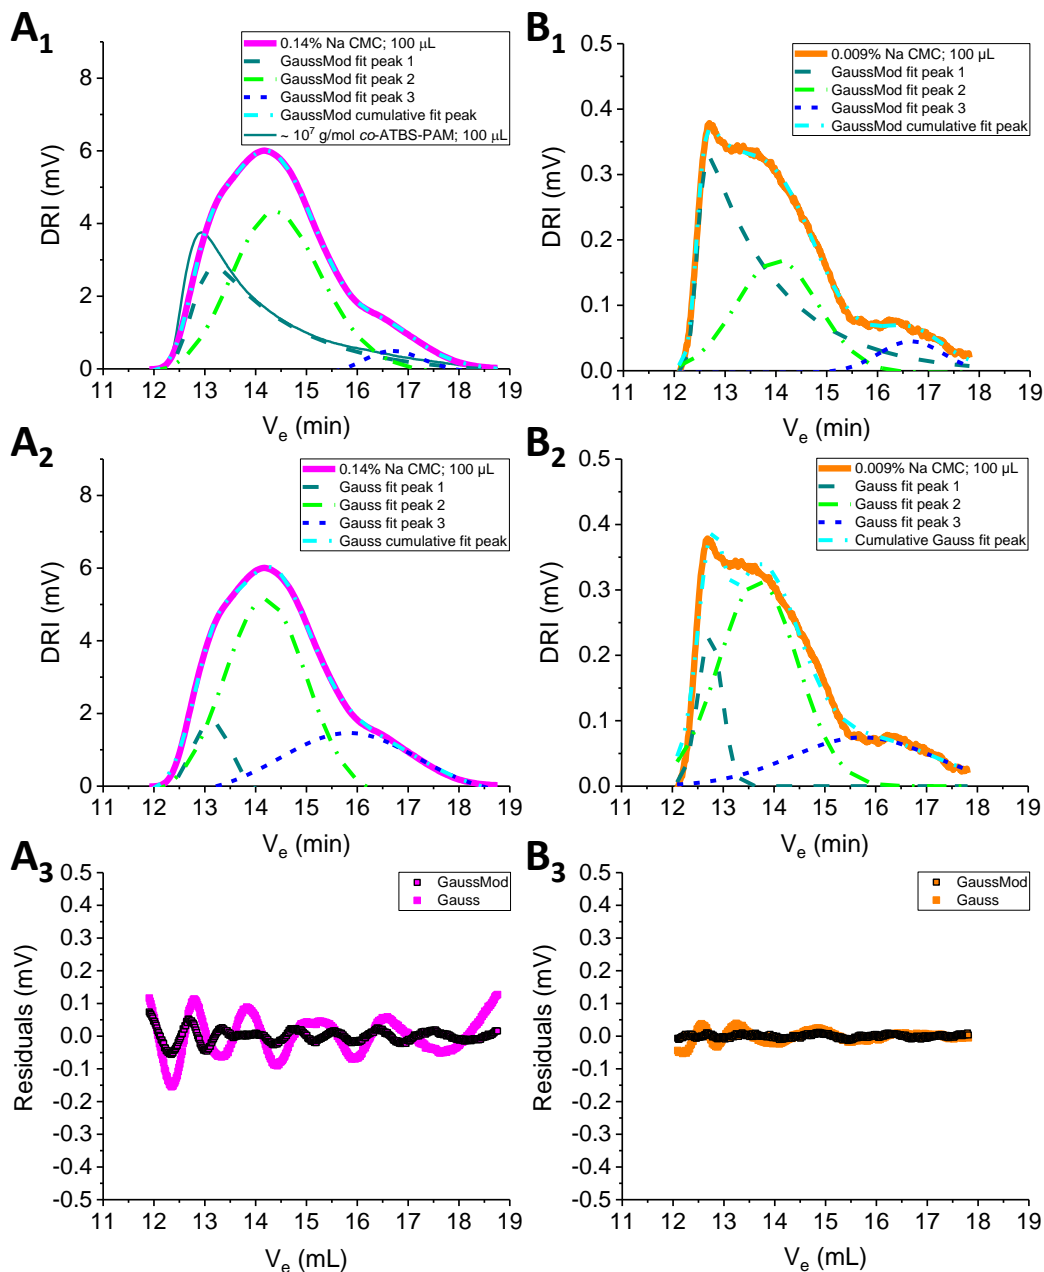 A1
0.14% Na CMC; 100 µL
GaussMod fit peak 1
GaussMod fit peak 2
GaussMod fit peak 3
GaussMod cumulative fit peak
~ 10^7 g/mol co-ATBS-PAM; 100 µL
DRI (mV)
8
6
4
2
0
11 12 13 14 15 16 17 18 19
Ve (min)
B1
0.009% Na CMC; 100 µL
GaussMod fit peak 1
GaussMod fit peak 2
GaussMod fit peak 3
GaussMod cumulative fit peak
DRI (mV)
0.5
0.4
0.3
0.2
0.1
0.0
11 12 13 14 15 16 17 18 19
Ve (min)
A2
0.14% Na CMC; 100 µL
Gauss fit peak 1
Gauss fit peak 2
Gauss fit peak 3
Gauss cumulative fit peak
DRI (mV)
8
6
4
2
0
11 12 13 14 15 16 17 18 19
Ve (min)
B2
0.009% Na CMC; 100 µL
Gauss fit peak 1
Gauss fit peak 2
Gauss fit peak 3
Cumulative Gauss fit peak
DRI (mV)
0.5
0.4
0.3
0.2
0.1
0.0
11 12 13 14 15 16 17 18 19
Ve (min)
A3
GaussMod
Gauss
Residuals (mV)
0.5
0.4
0.3
0.2
0.1
0.0
-0.1
-0.2
-0.3
-0.4
-0.5
11 12 13 14 15 16 17 18 19
Ve (mL)
B3
GaussMod
Gauss
Residuals (mV)
0.5
0.4
0.3
0.2
0.1
0.0
-0.1
-0.2
-0.3
-0.4
-0.5
11 12 13 14 15 16 17 18 19
Ve (mL)